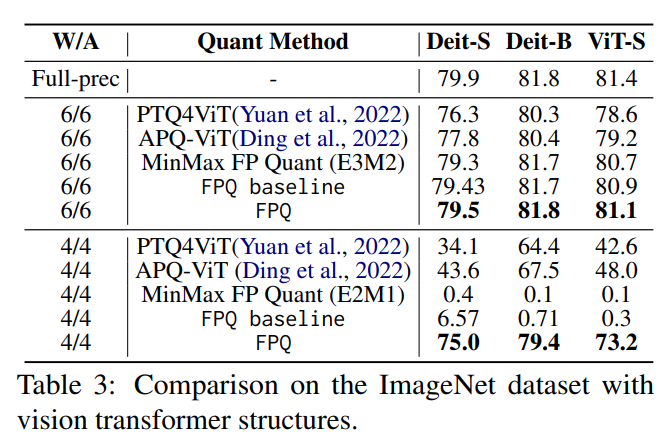 W/A Quant Method Deit-S Deit-B ViT-S
Full-prec - 79.9 81.8 81.4
6/6 PTQ4ViT(Yuan et al., 2022) 76.3 80.3 78.6
6/6 APQ-ViT(Ding et al., 2022) 77.8 80.4 79.2
6/6 MinMax FP Quant (E3M2) 79.3 81.7 80.7
6/6 FPQ baseline 79.43 81.7 80.9
6/6 FPQ 79.5 81.8 81.1
4/4 PTQ4ViT(Yuan et al., 2022) 34.1 64.4 42.6
4/4 APQ-ViT (Ding et al., 2022) 43.6 67.5 48.0
4/4 MinMax FP Quant (E2M1) 0.4 0.1 0.1
4/4 FPQ baseline 6.57 0.71 0.3
4/4 FPQ 75.0 79.4 73.2
Table 3: Comparison on the ImageNet dataset with
vision transformer structures.